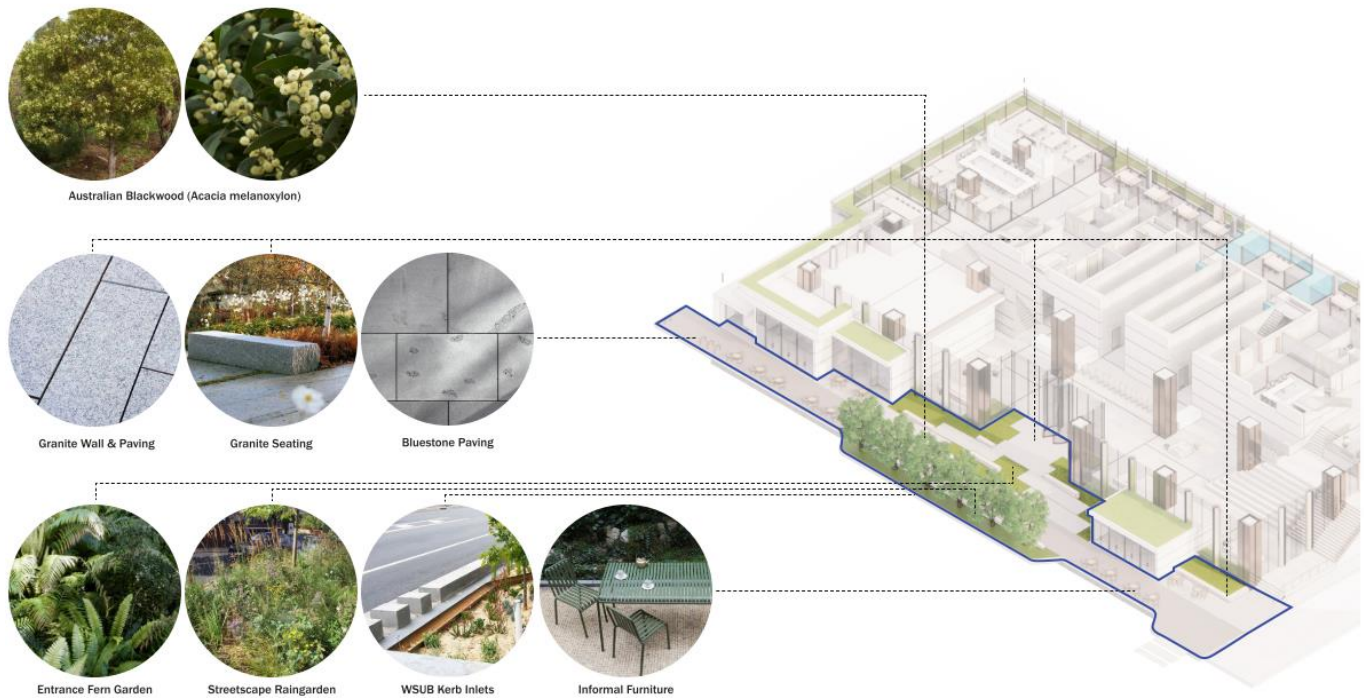 Australian Blackwood (Acacia melanoxylon)
Granite Wall & Paving
Granite Seating
Bluestone Paving
Entrance Fern Garden
Streetscape Raingarden
WSUB Kerb Inlets
Informal Furniture